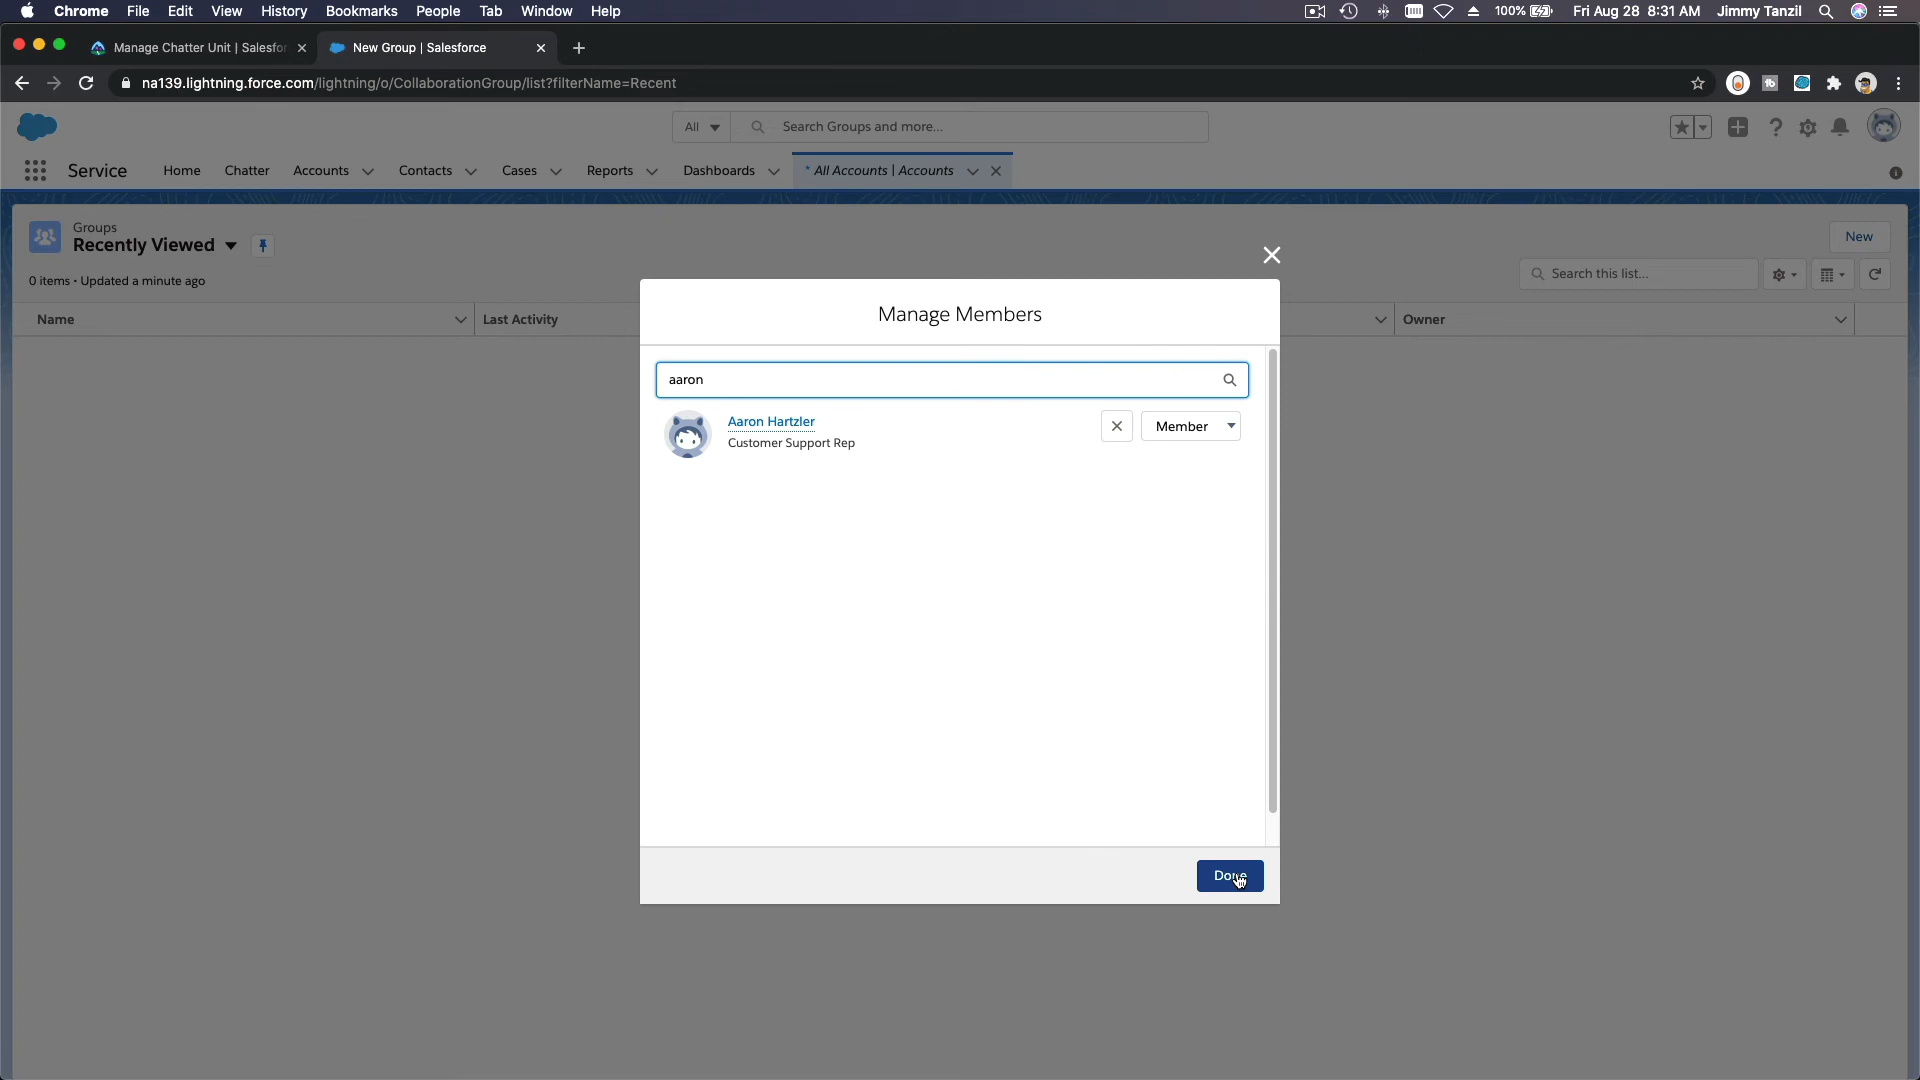 Chrome File Edit View History Bookmarks People Tab Window Help 100% Fri Aug 28 8:31 AM Jimmy Tanzil
Manage Chatter Unit | Salesfor New Group | Salesforce
na139.lightning.force.com/lightning/o/CollaborationGroup/list?filterName=Recent
All Search Groups and more...
Service Home Chatter Accounts Contacts Cases Reports Dashboards * All Accounts | Accounts
Groups
Recently Viewed
New
0 items • Updated a minute ago
Search this list...
Name Last Activity Owner
Manage Members
aaron
Aaron Hartzler
Customer Support Rep
Member
Done